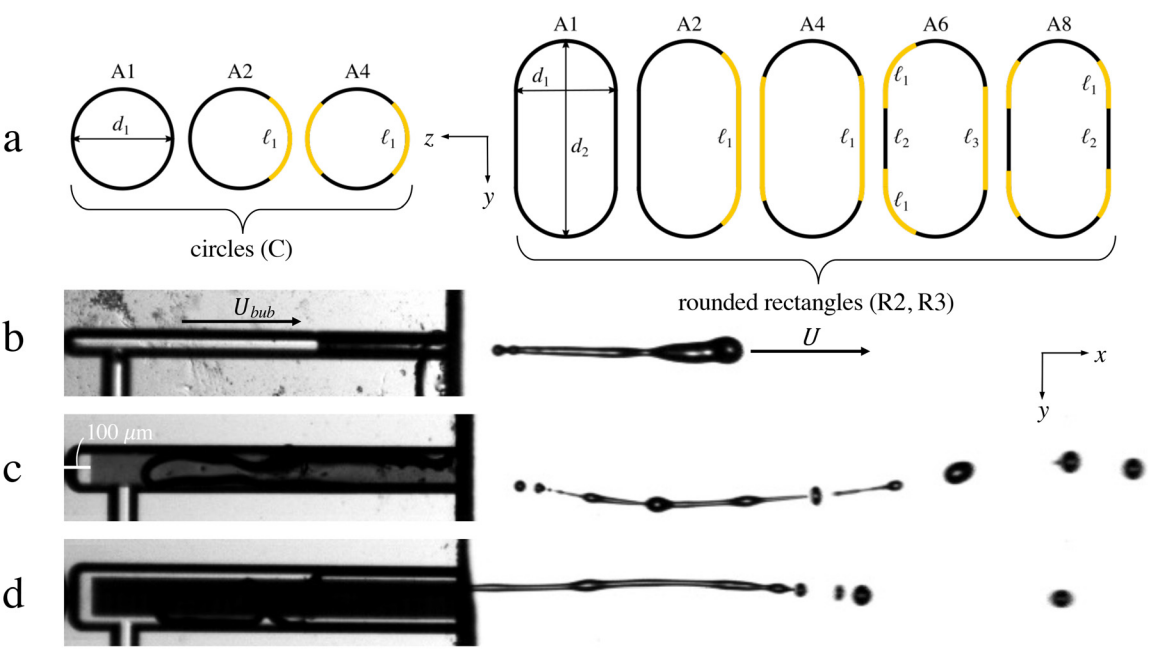 a
A1
A2
A4
d₁
ℓ₁
ℓ₁
z
y
circles (C)
A1
A2
A4
A6
A8
d₁
d₂
ℓ₁
ℓ₁
ℓ₁
ℓ₂
ℓ₁
ℓ₃
ℓ₁
ℓ₂
rounded rectangles (R2, R3)
b
U_bub
U
x
y
c
100 μm
d